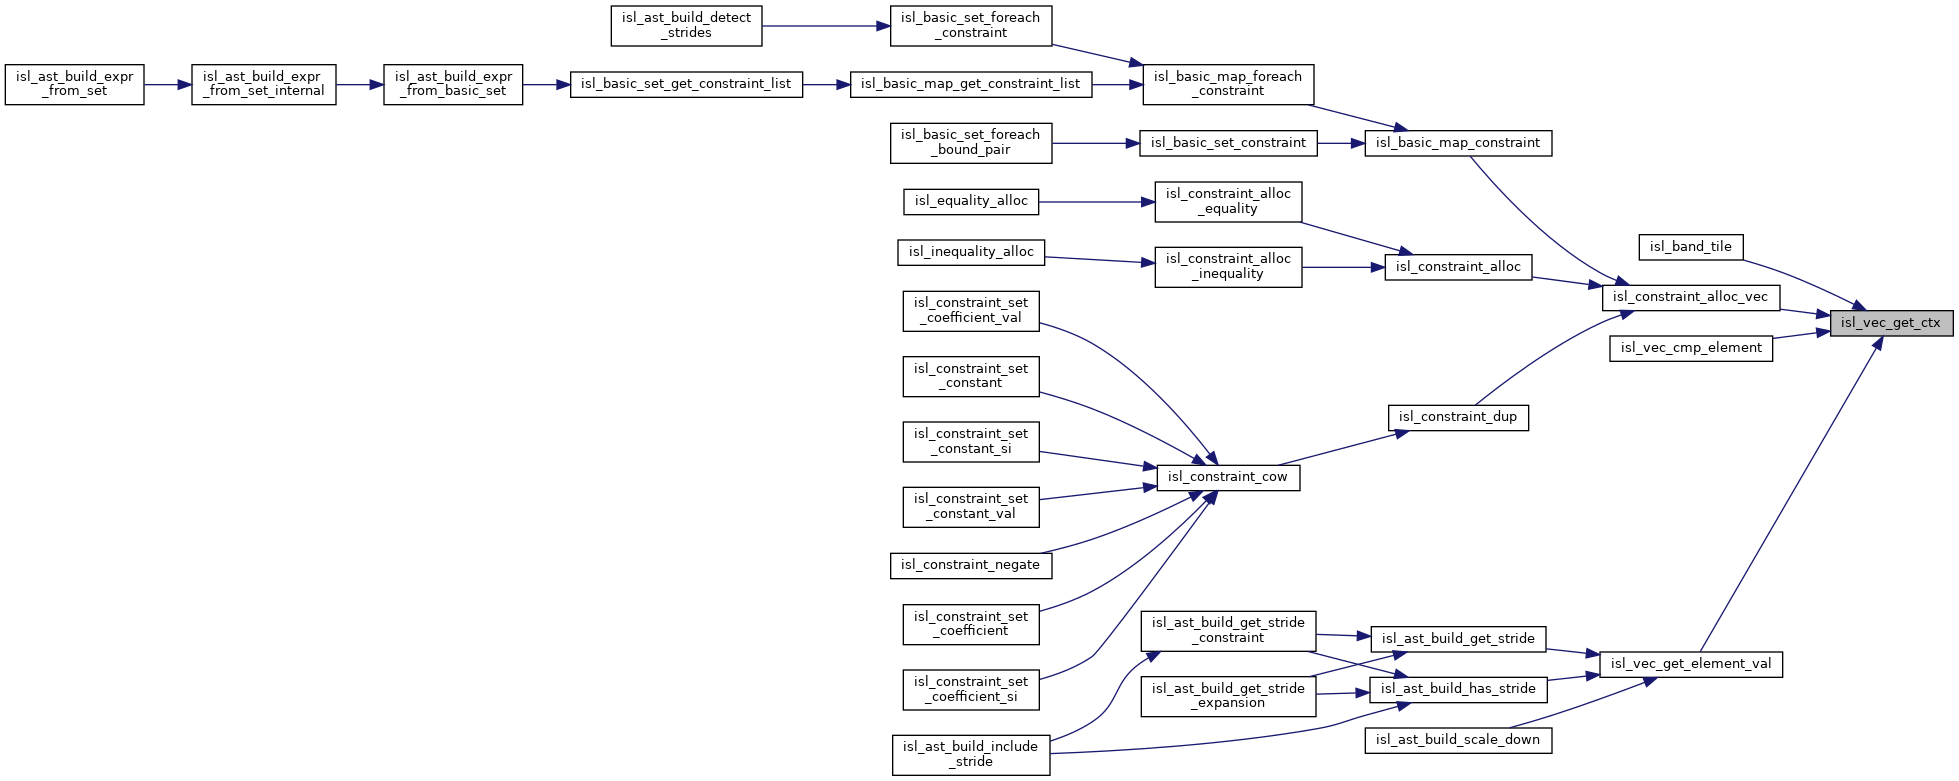 isl_ast_build_detect
_strides
isl_basic_set_foreach
_constraint
isl_ast_build_expr
_from_set
isl_ast_build_expr
_from_set_internal
isl_ast_build_expr
_from_basic_set
isl_basic_set_get_constraint_list
isl_basic_map_get_constraint_list
isl_basic_map_foreach
_constraint
isl_basic_set_foreach
_bound_pair
isl_basic_set_constraint
isl_basic_map_constraint
isl_equality_alloc
isl_constraint_alloc
_equality
isl_inequality_alloc
isl_constraint_alloc
_inequality
isl_constraint_alloc
isl_band_tile
isl_constraint_alloc_vec
isl_vec_get_ctx
isl_vec_cmp_element
isl_constraint_set
_coefficient_val
isl_constraint_set
_constant
isl_constraint_set
_constant_si
isl_constraint_set
_constant_val
isl_constraint_negate
isl_constraint_set
_coefficient
isl_constraint_set
_coefficient_si
isl_constraint_dup
isl_constraint_cow
isl_ast_build_get_stride
_constraint
isl_ast_build_get_stride
isl_vec_get_element_val
isl_ast_build_get_stride
_expansion
isl_ast_build_has_stride
isl_ast_build_include
_stride
isl_ast_build_scale_down